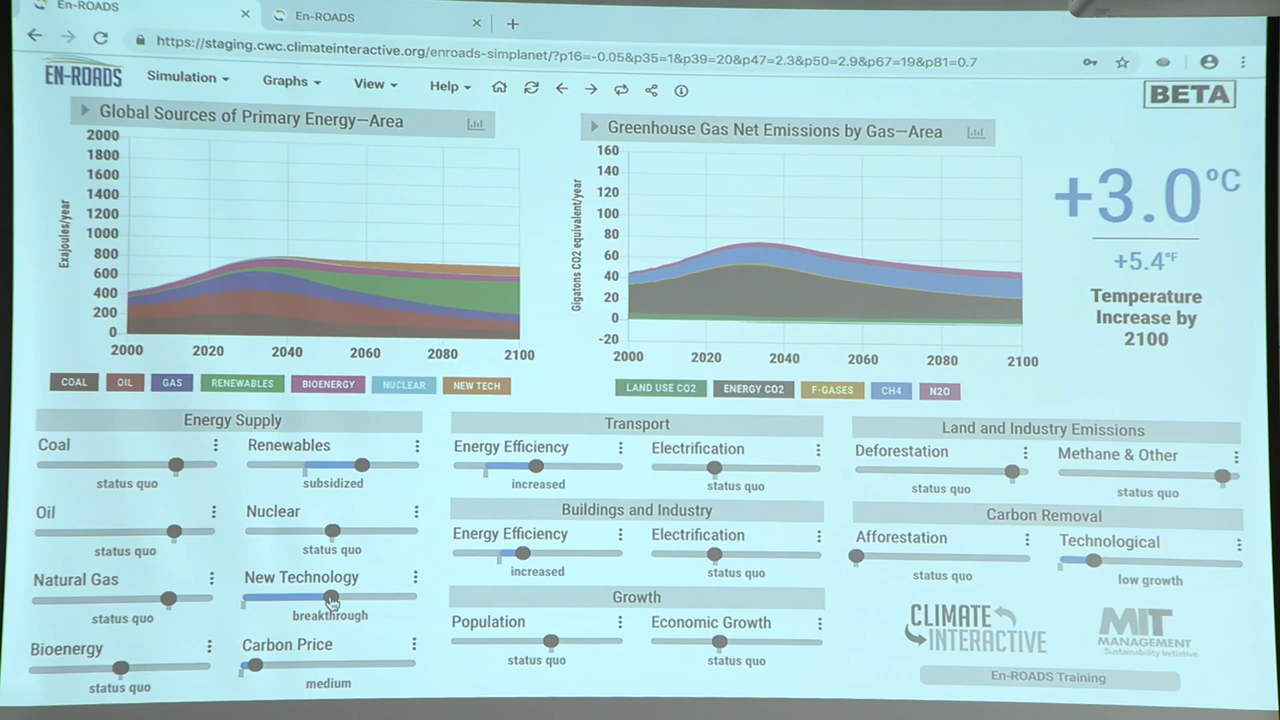 En-ROADS
En-ROADS
https://staging.cwc.climateinteractive.org/enroads-simplanet/?p16=-0.05&p35=1&p39=20&p47=2.3&p50=2.9&p67=19&p81=0.7
EN-ROADS
Simulation Graphs View Help
BETA
Global Sources of Primary Energy—Area
2000
1800
1600
1400
1200
1000
800
600
400
200
0
Exajoules/year
2000 2020 2040 2060 2080 2100
COAL OIL GAS RENEWABLES BIOENERGY NUCLEAR NEW TECH
Greenhouse Gas Net Emissions by Gas—Area
160
140
120
100
80
60
40
20
0
-20
Gigatons CO2 equivalent/year
2000 2020 2040 2060 2080 2100
LAND USE CO2 ENERGY CO2 F-GASES CH4 N2O
+3.0°C
+5.4°F
Temperature
Increase by
2100
Energy Supply
Coal
status quo
Renewables
subsidized
Oil
status quo
Nuclear
status quo
Natural Gas
status quo
New Technology
breakthrough
Bioenergy
status quo
Carbon Price
medium
Transport
Energy Efficiency
increased
Electrification
status quo
Buildings and Industry
Energy Efficiency
increased
Electrification
status quo
Growth
Population
status quo
Economic Growth
status quo
Land and Industry Emissions
Deforestation
status quo
Methane & Other
status quo
Carbon Removal
Afforestation
status quo
Technological
low growth
CLIMATE
INTERACTIVE
MIT
MANAGEMENT
Sustainability Initiative
En-ROADS Training